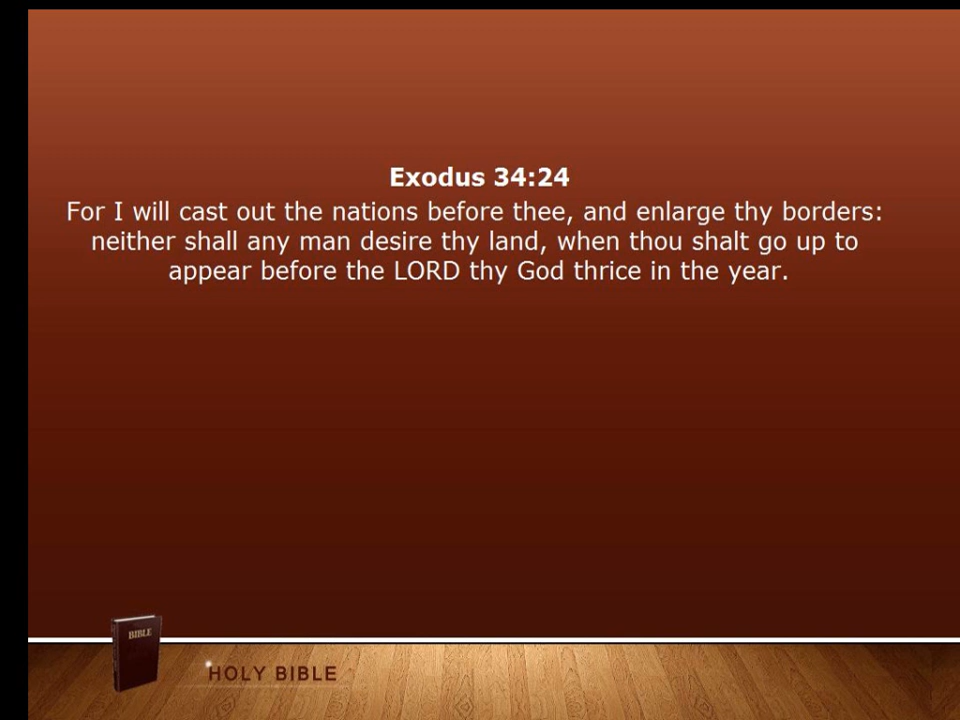 Exodus 34:24
For I will cast out the nations before thee, and enlarge thy borders:
neither shall any man desire thy land, when thou shalt go up to
appear before the LORD thy God thrice in the year.
BIBLE
HOLY BIBLE